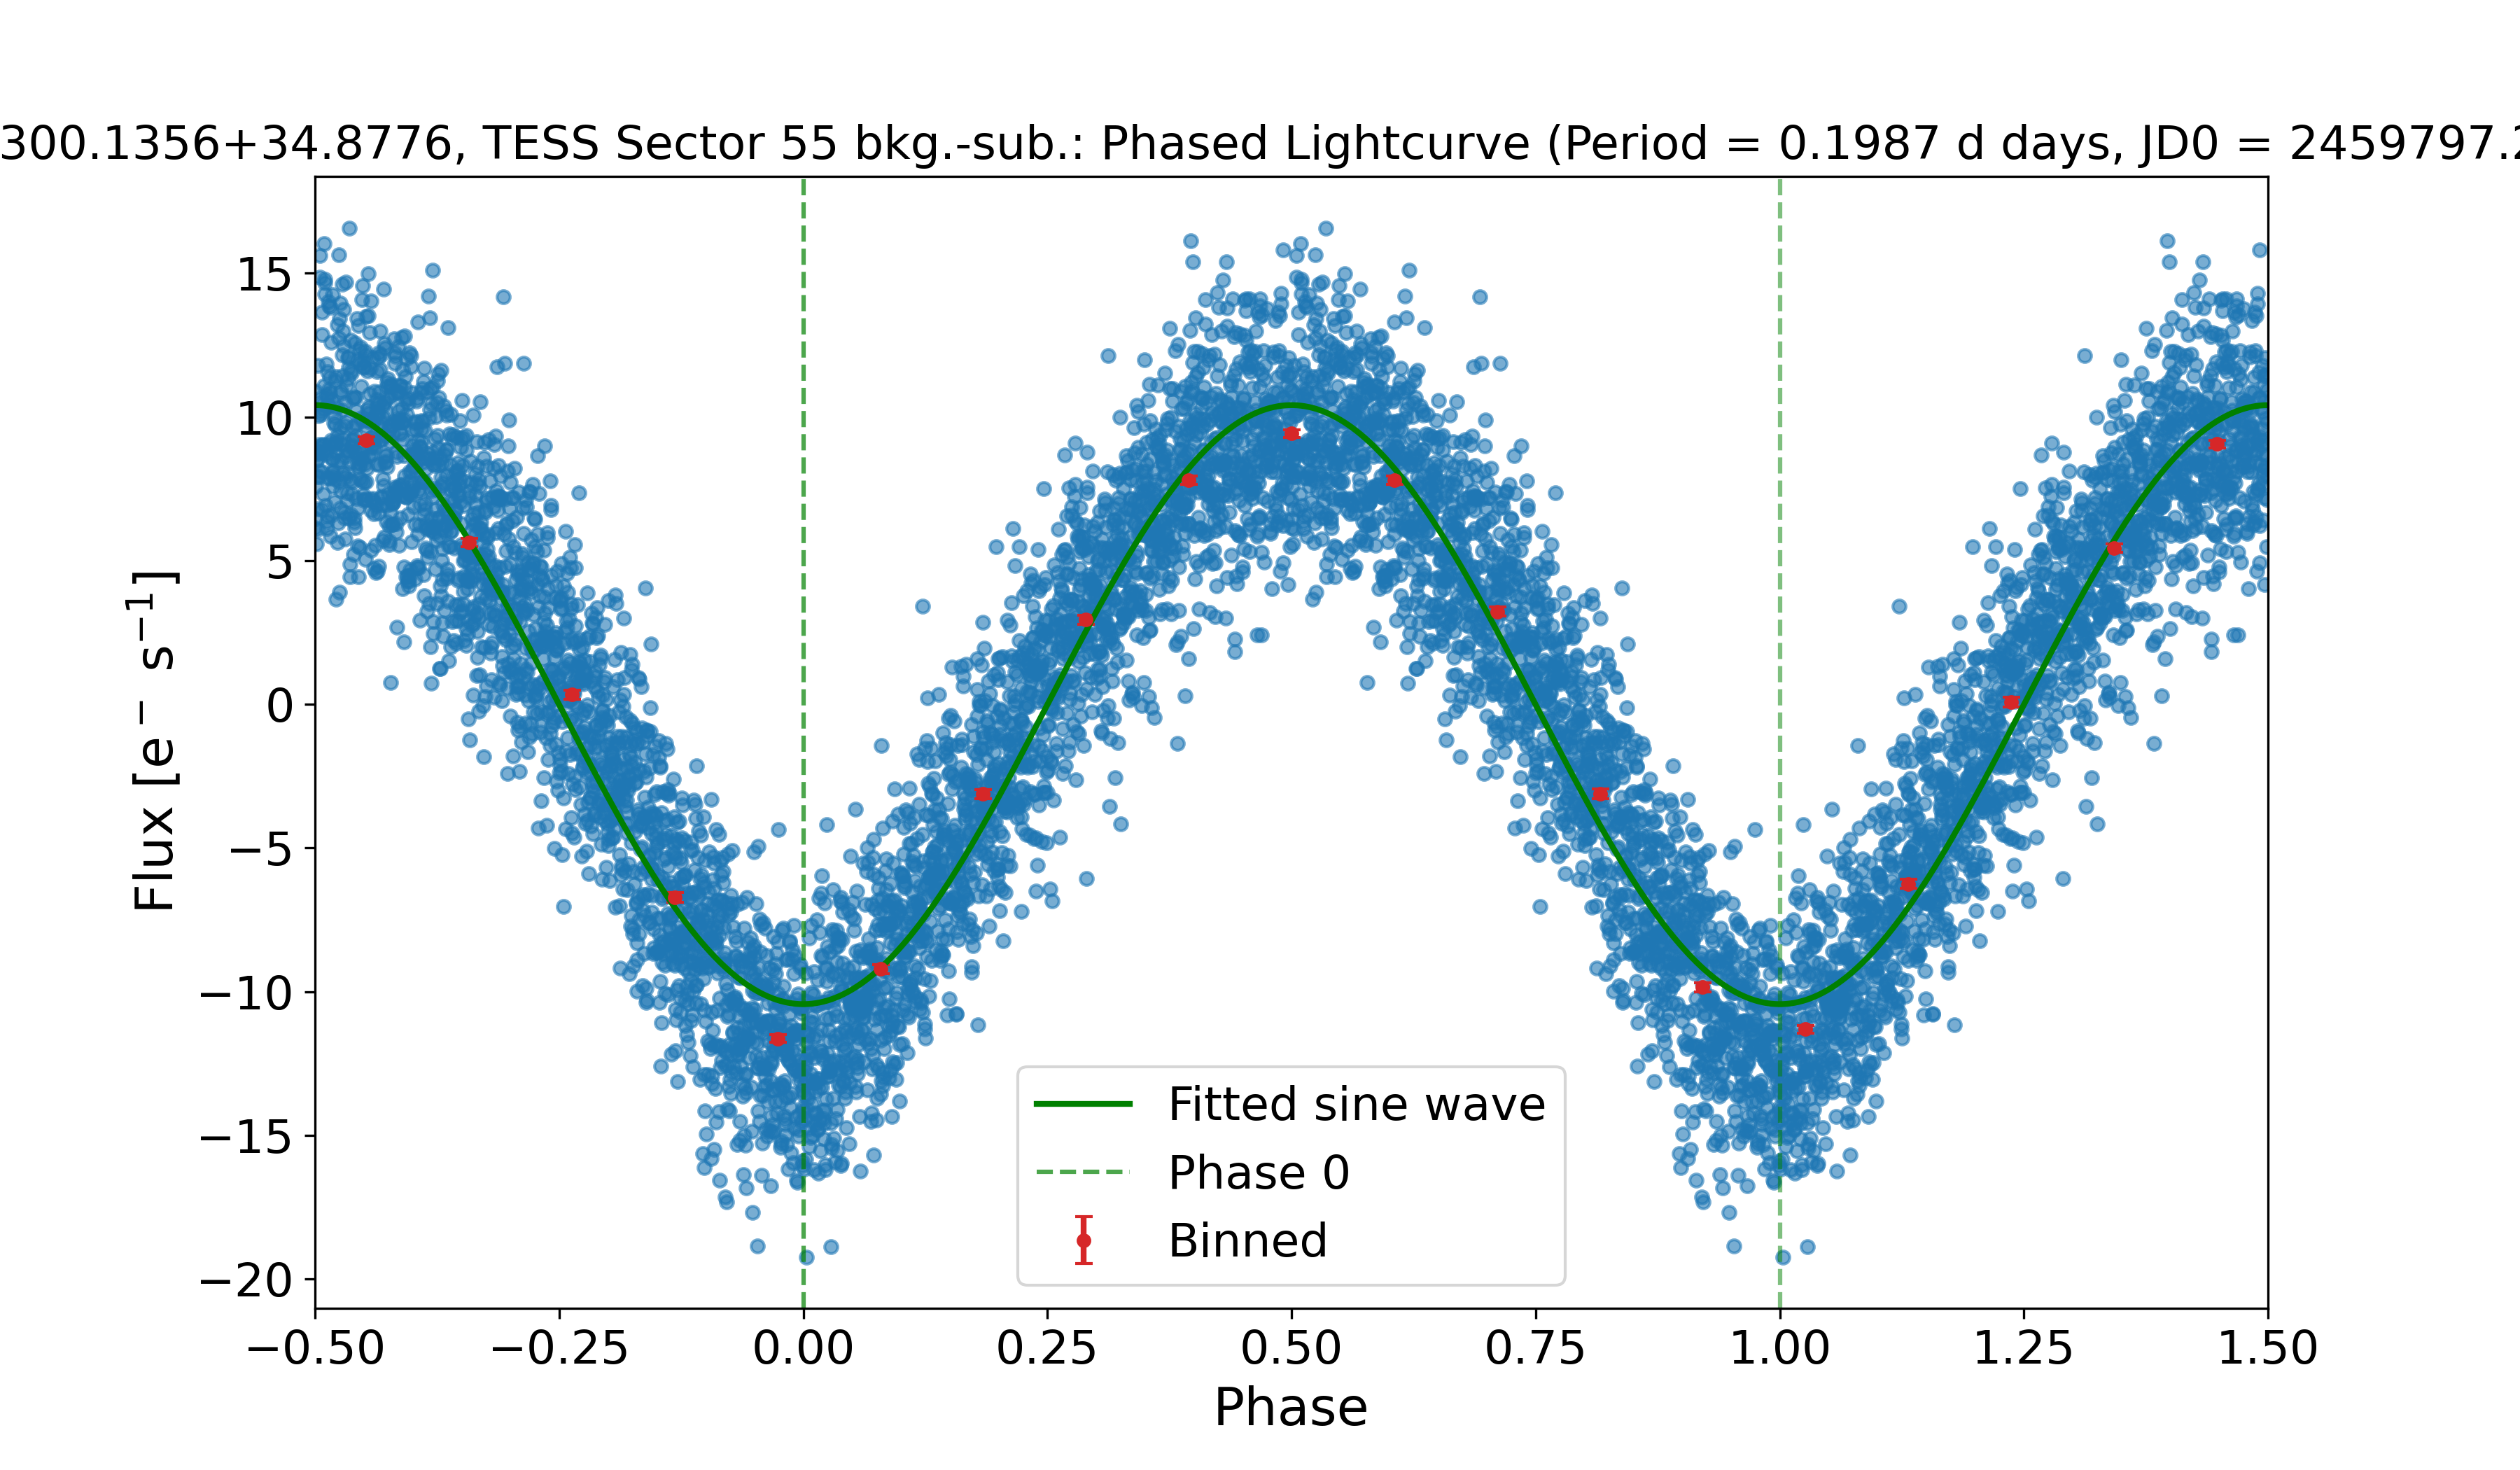 300.1356+34.8776, TESS Sector 55 bkg.-sub.: Phased Lightcurve (Period = 0.1987 d days, JD0 = 2459797.2
15
10
5
0
−5
−10
−15
−20
Flux [e⁻ s⁻¹]
Fitted sine wave
Phase 0
Binned
−0.50 −0.25 0.00 0.25 0.50 0.75 1.00 1.25 1.50
Phase